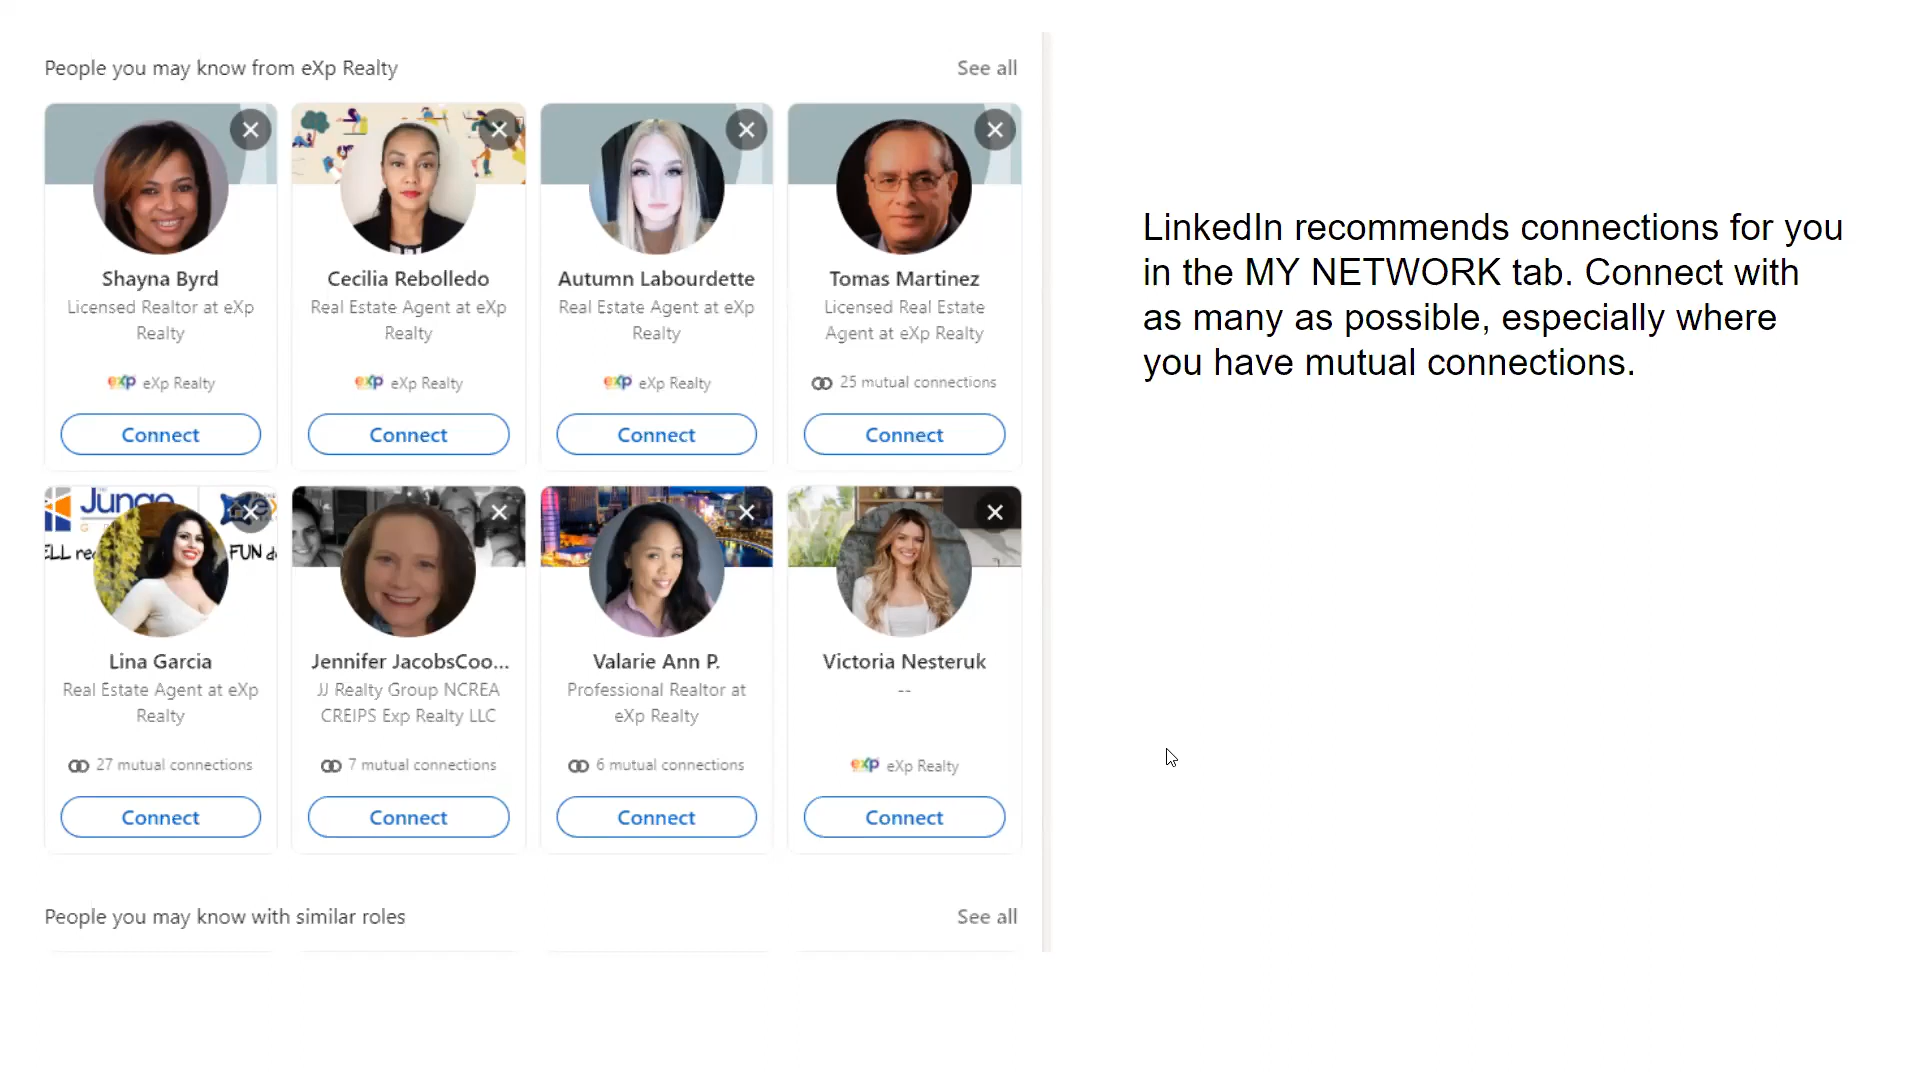 People you may know from eXp Realty
See all
Shayna Byrd
Licensed Realtor at eXp
Realty
exp eXp Realty
Connect
Cecilia Rebolledo
Real Estate Agent at eXp
Realty
exp eXp Realty
Connect
Autumn Labourdette
Real Estate Agent at eXp
Realty
exp eXp Realty
Connect
Tomas Martinez
Licensed Real Estate
Agent at eXp Realty
25 mutual connections
Connect
Lina Garcia
Real Estate Agent at eXp
Realty
27 mutual connections
Connect
Jennifer JacobsCoo...
JJ Realty Group NCREA
CREIPS Exp Realty LLC
7 mutual connections
Connect
Valarie Ann P.
Professional Realtor at
eXp Realty
6 mutual connections
Connect
Victoria Nesteruk
--
exp eXp Realty
Connect
People you may know with similar roles
See all
LinkedIn recommends connections for you
in the MY NETWORK tab. Connect with
as many as possible, especially where
you have mutual connections.